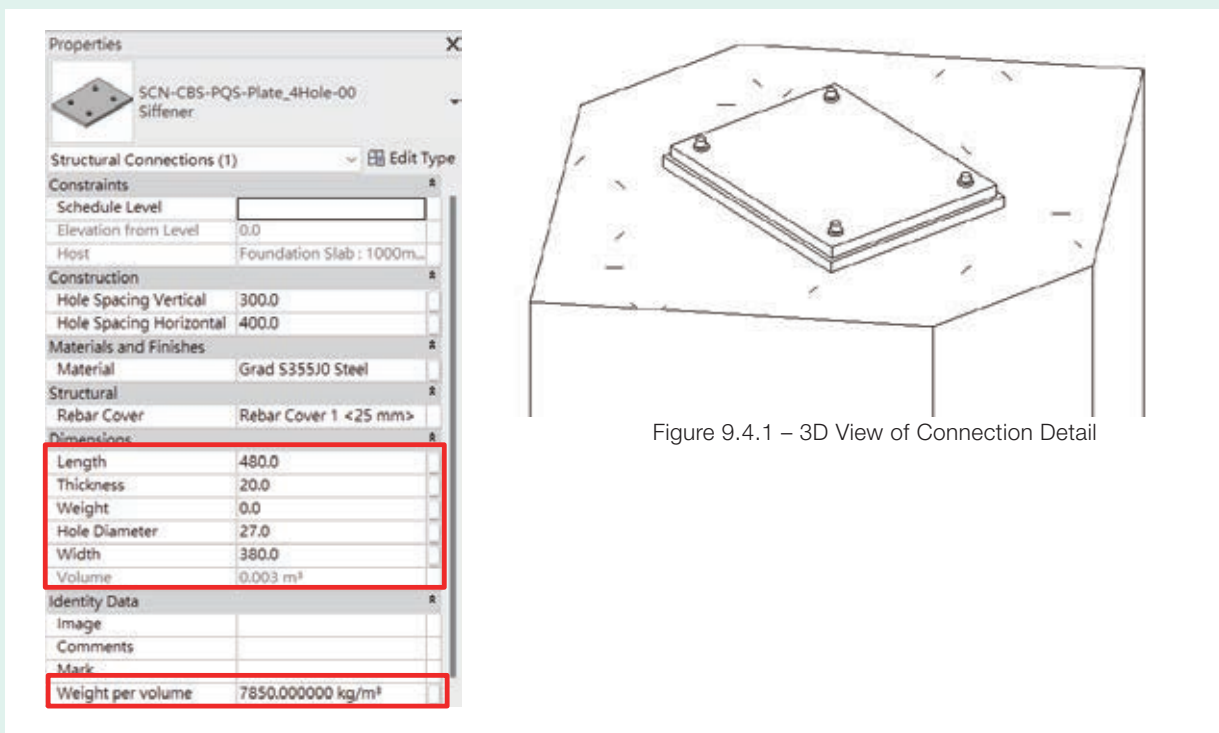 Properties X
SCN-CBS-PQS-Plate_4Hole-00
Siffener
Structural Connections (1) Edit Type
Constraints
Schedule Level
Elevation from Level 0.0
Host Foundation Slab : 1000m...
Construction
Hole Spacing Vertical 300.0
Hole Spacing Horizontal 400.0
Materials and Finishes
Material Grad S355J0 Steel
Structural
Rebar Cover Rebar Cover 1 <25 mm>
Dimensions
Length 480.0
Thickness 20.0
Weight 0.0
Hole Diameter 27.0
Width 380.0
Volume 0.003 m³
Identity Data
Image
Comments
Mark
Weight per volume 7850.000000 kg/m³
Figure 9.4.1 – 3D View of Connection Detail